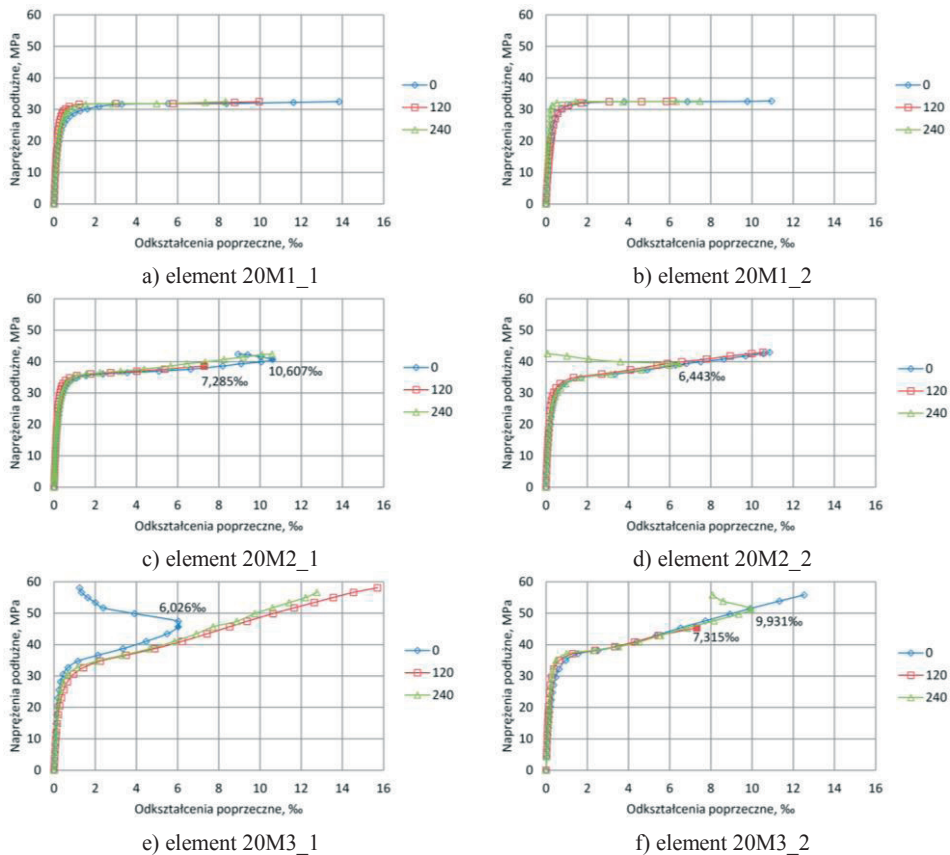 60
50
40
30
20
10
0
Naprężenia podłużne, MPa
0 2 4 6 8 10 12 14 16
Odkształcenia poprzeczne, ‰
0
120
240
a) element 20M1_1
60
50
40
30
20
10
0
Naprężenia podłużne, MPa
0 2 4 6 8 10 12 14 16
Odkształcenia poprzeczne, ‰
0
120
240
b) element 20M1_2
60
50
40
30
20
10
0
Naprężenia podłużne, MPa
7,285‰
10,607‰
0 2 4 6 8 10 12 14 16
Odkształcenia poprzeczne, ‰
0
120
240
c) element 20M2_1
60
50
40
30
20
10
0
Naprężenia podłużne, MPa
6,443‰
0 2 4 6 8 10 12 14 16
Odkształcenia poprzeczne, ‰
0
120
240
d) element 20M2_2
60
50
40
30
20
10
0
Naprężenia podłużne, MPa
6,026‰
0 2 4 6 8 10 12 14 16
Odkształcenia poprzeczne, ‰
0
120
240
e) element 20M3_1
60
50
40
30
20
10
0
Naprężenia podłużne, MPa
9,931‰
7,315‰
0 2 4 6 8 10 12 14 16
Odkształcenia poprzeczne, ‰
0
120
240
f) element 20M3_2